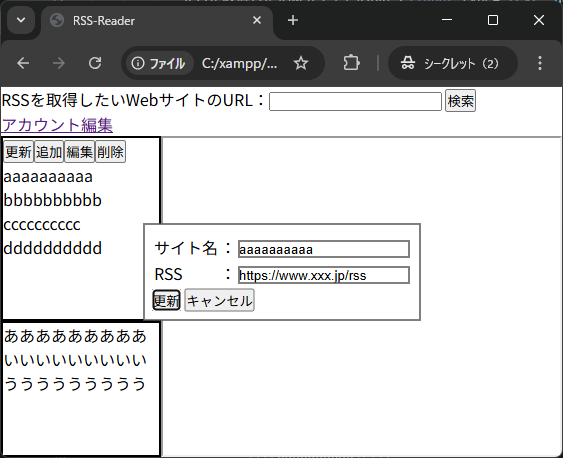 RSS-Reader
ファイル C:/xampp/... シークレット（2）
RSSを取得したいWebサイトのURL： 検索
アカウント編集
更新 追加 編集 削除
aaaaaaaaaa
bbbbbbbbbb
cccccccccc
dddddddddd
サイト名 ： aaaaaaaaaa
RSS ： https://www.xxx.jp/rss
更新 キャンセル
あああああああああ
いいいいいいいいい
ううううううううう